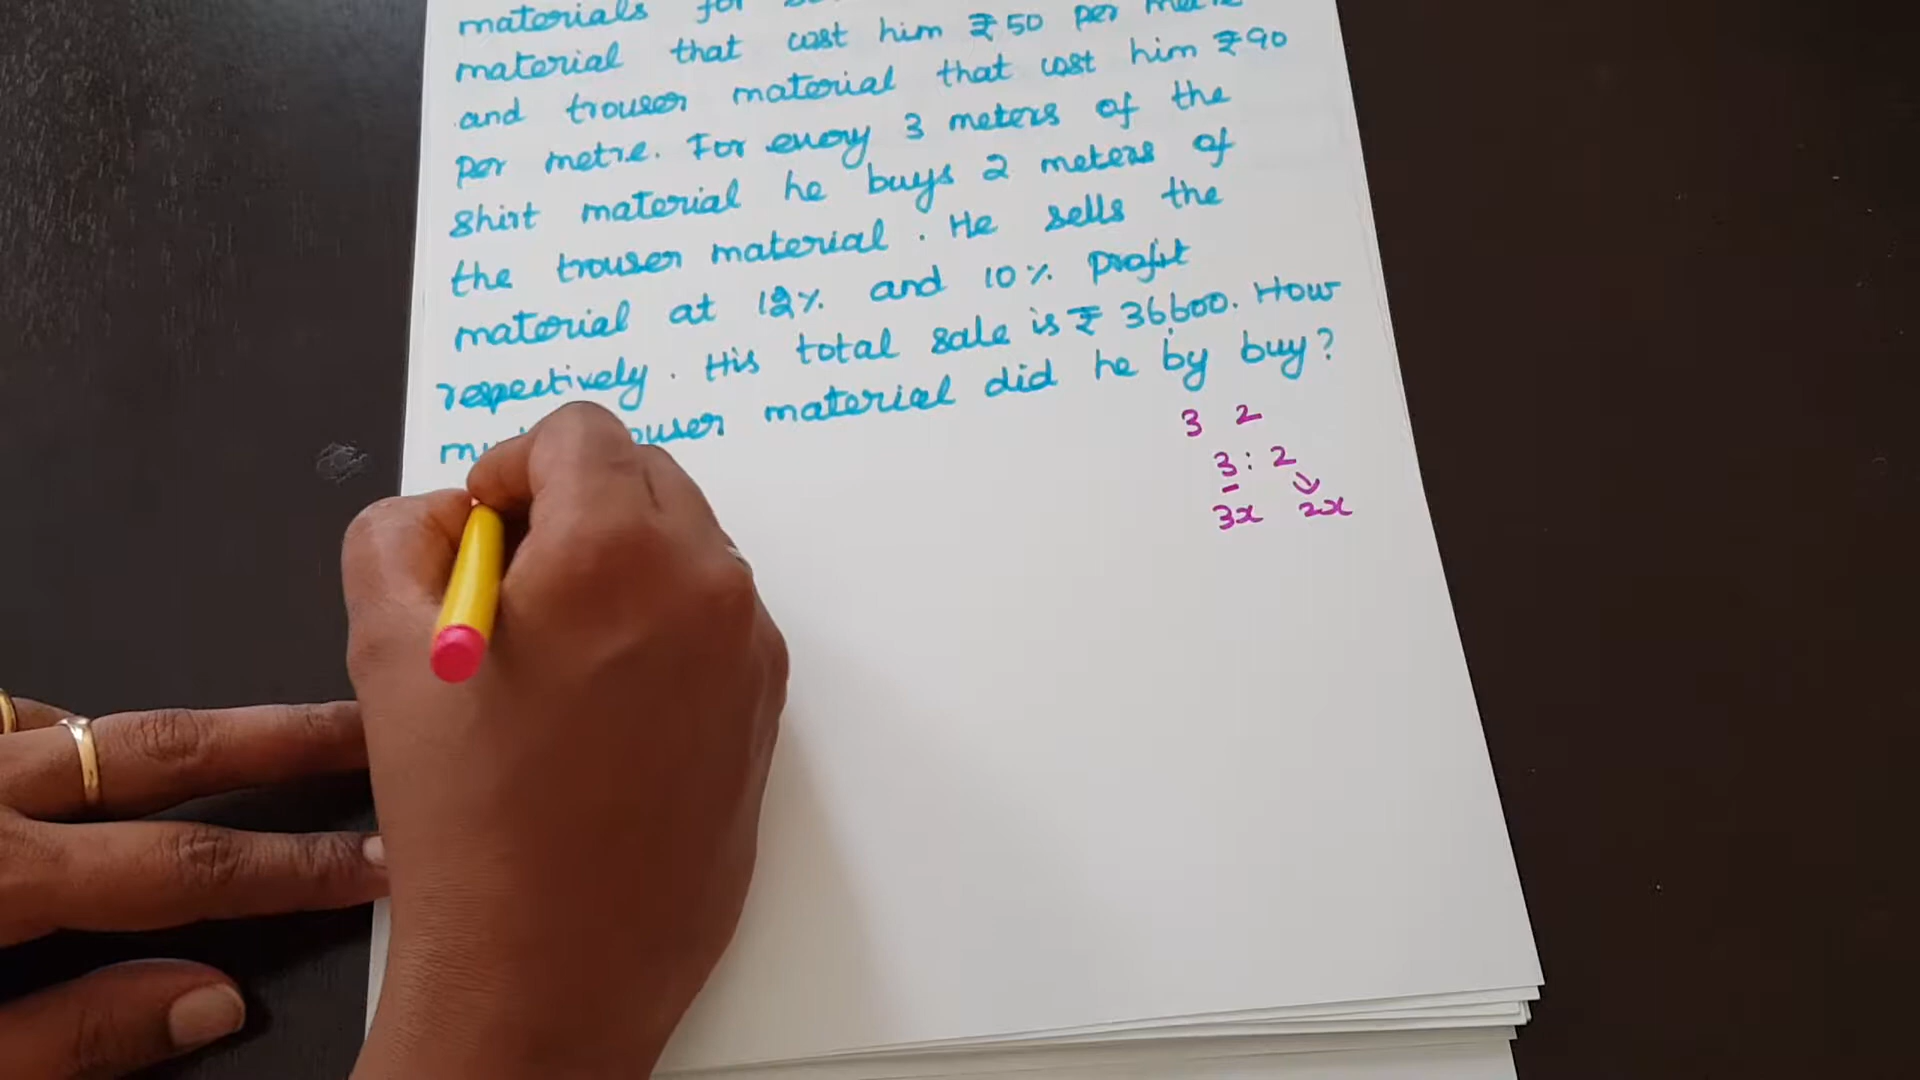 materials for
material that cost him ₹50 per
and trouser material that cost him ₹90
per metre. For every 3 meters of the
shirt material he buys 2 meters of
the trouser material. He sells the
material at 12% and 10% profit
respectively. His total sale is ₹ 36600. How
material did he by buy?
3 2
3 : 2
3x 2x